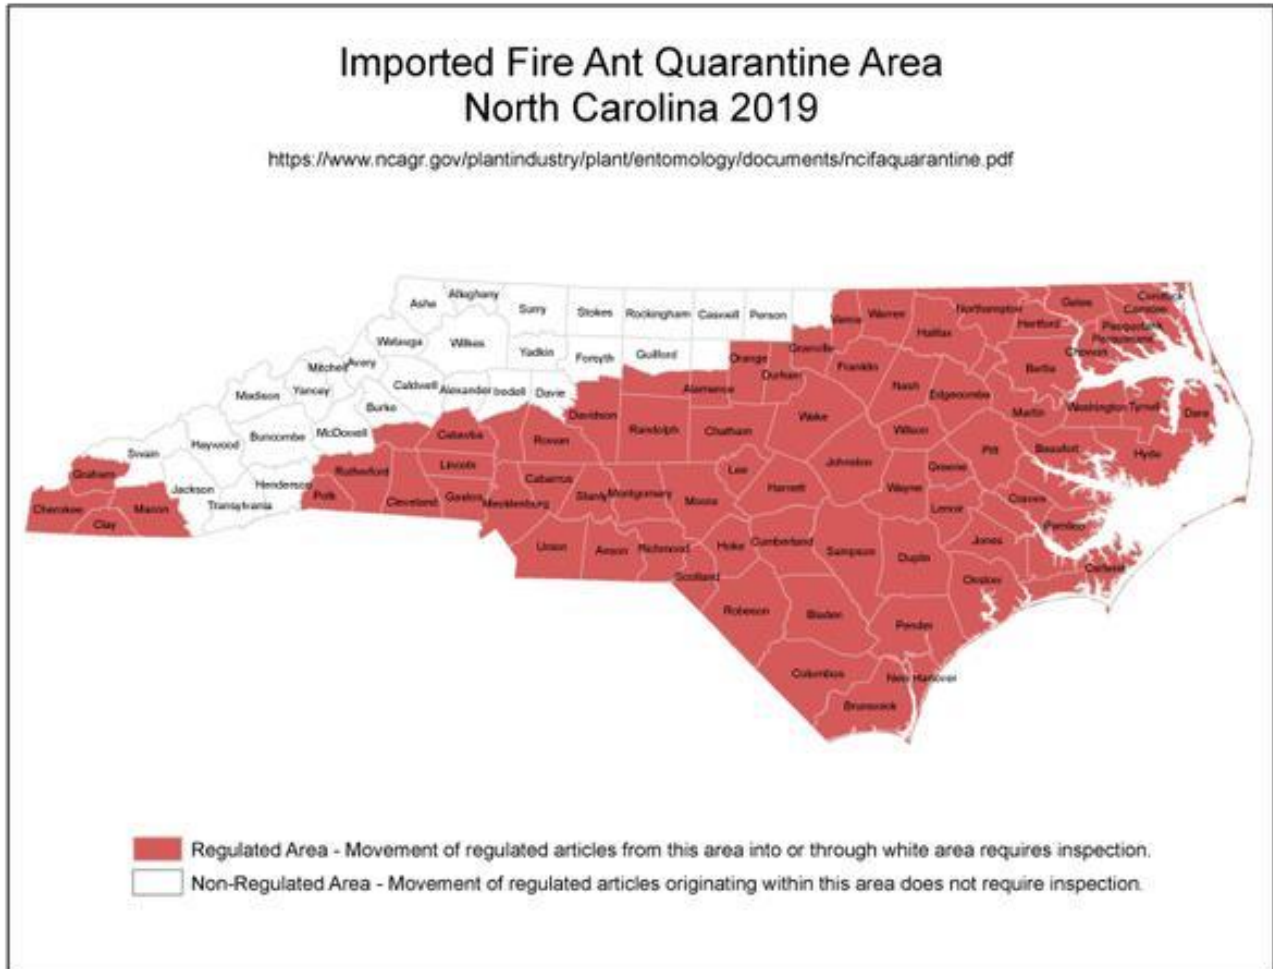 Imported Fire Ant Quarantine Area
North Carolina 2019
https://www.ncagr.gov/plantindustry/plant/entomology/documents/ncifaquarantine.pdf
Ashe
Alleghany
Surry
Stokes
Rockingham
Caswell
Person
Vance
Warren
Northampton
Gates
Currituck
Camden
Pasquotank
Perquimans
Chowan
Hertford
Halifax
Watauga
Wilkes
Yadkin
Forsyth
Guilford
Orange
Durham
Granville
Franklin
Bertie
Mitchell
Avery
Madison
Yancey
Caldwell
Alexander
Iredell
Davie
Davidson
Alamance
Nash
Edgecombe
Martin
Washington
Tyrrell
Dare
Burke
McDowell
Buncombe
Haywood
Swain
Catawba
Rowan
Randolph
Chatham
Wake
Wilson
Pitt
Beaufort
Hyde
Graham
Jackson
Henderson
Transylvania
Rutherford
Polk
Lincoln
Cleveland
Gaston
Mecklenburg
Cabarrus
Stanly
Montgomery
Moore
Lee
Harnett
Johnston
Wayne
Greene
Lenoir
Craven
Pamlico
Cherokee
Clay
Macon
Union
Anson
Richmond
Scotland
Hoke
Cumberland
Sampson
Duplin
Jones
Onslow
Carteret
Robeson
Bladen
Pender
Columbus
New Hanover
Brunswick
Regulated Area - Movement of regulated articles from this area into or through white area requires inspection.
Non-Regulated Area - Movement of regulated articles originating within this area does not require inspection.